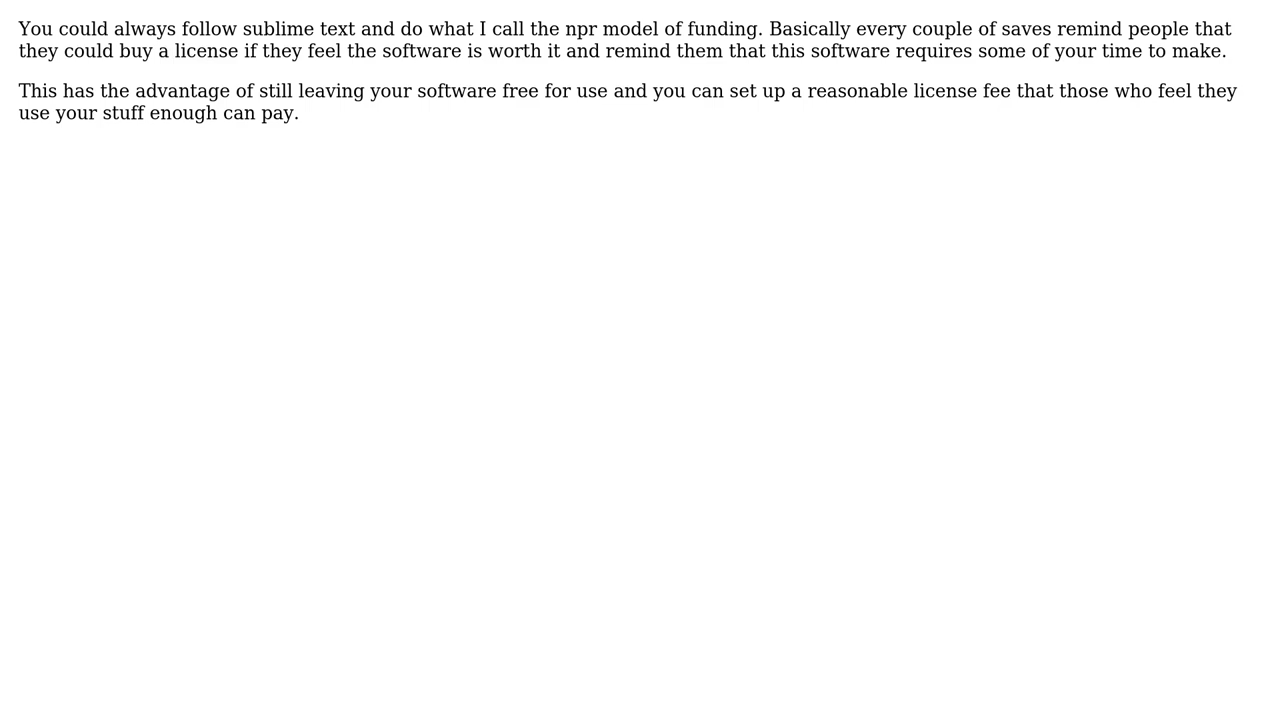 You could always follow sublime text and do what I call the npr model of funding. Basically every couple of saves remind people that
they could buy a license if they feel the software is worth it and remind them that this software requires some of your time to make.
This has the advantage of still leaving your software free for use and you can set up a reasonable license fee that those who feel they
use your stuff enough can pay.